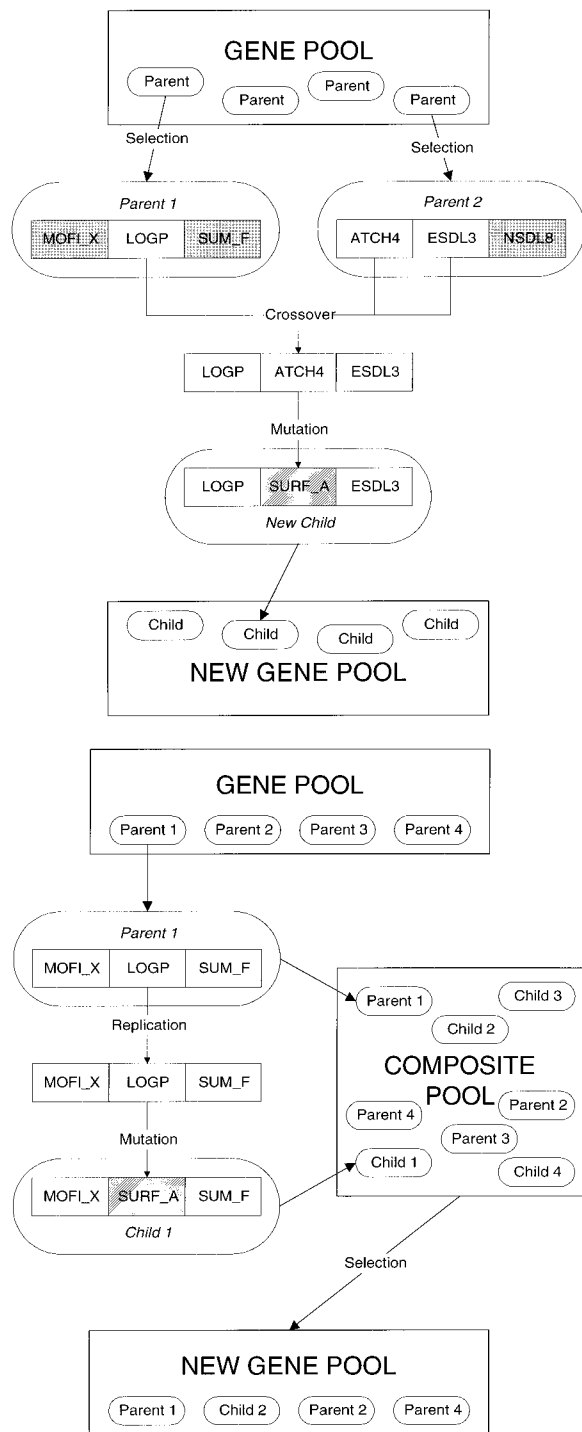 GENE POOL
Parent
Parent
Parent
Parent
Selection
Selection
Parent 1
Parent 2
MOFI_X LOGP SUM_F
ATCH4 ESDL3 NSDL8
Crossover
LOGP ATCH4 ESDL3
Mutation
LOGP SURF_A ESDL3
New Child
Child
Child
Child
Child
NEW GENE POOL
GENE POOL
Parent 1 Parent 2 Parent 3 Parent 4
Parent 1
MOFI_X LOGP SUM_F
Replication
MOFI_X LOGP SUM_F
Mutation
MOFI_X SURF_A SUM_F
Child 1
Parent 1
Child 3
Child 2
COMPOSITE
POOL
Parent 2
Parent 4
Parent 3
Child 1
Child 4
Selection
NEW GENE POOL
Parent 1 Child 2 Parent 2 Parent 4